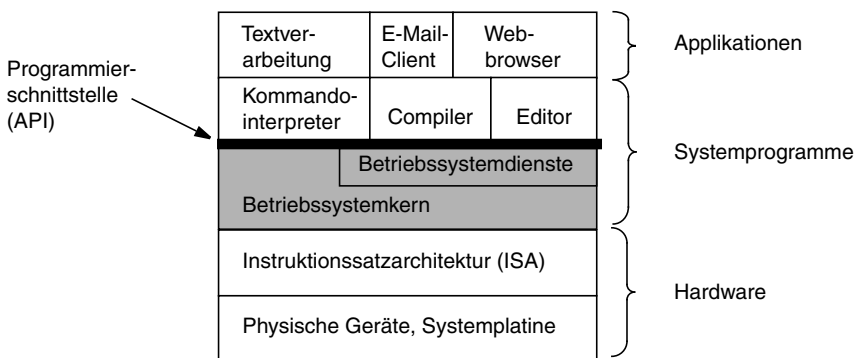 Programmier-
schnittstelle
(API)
Textver-
arbeitung
E-Mail-
Client
Web-
browser
Applikationen
Kommando-
interpreter
Compiler
Editor
Betriebssystemdienste
Betriebssystemkern
Systemprogramme
Instruktionssatzarchitektur (ISA)
Physische Geräte, Systemplatine
Hardware